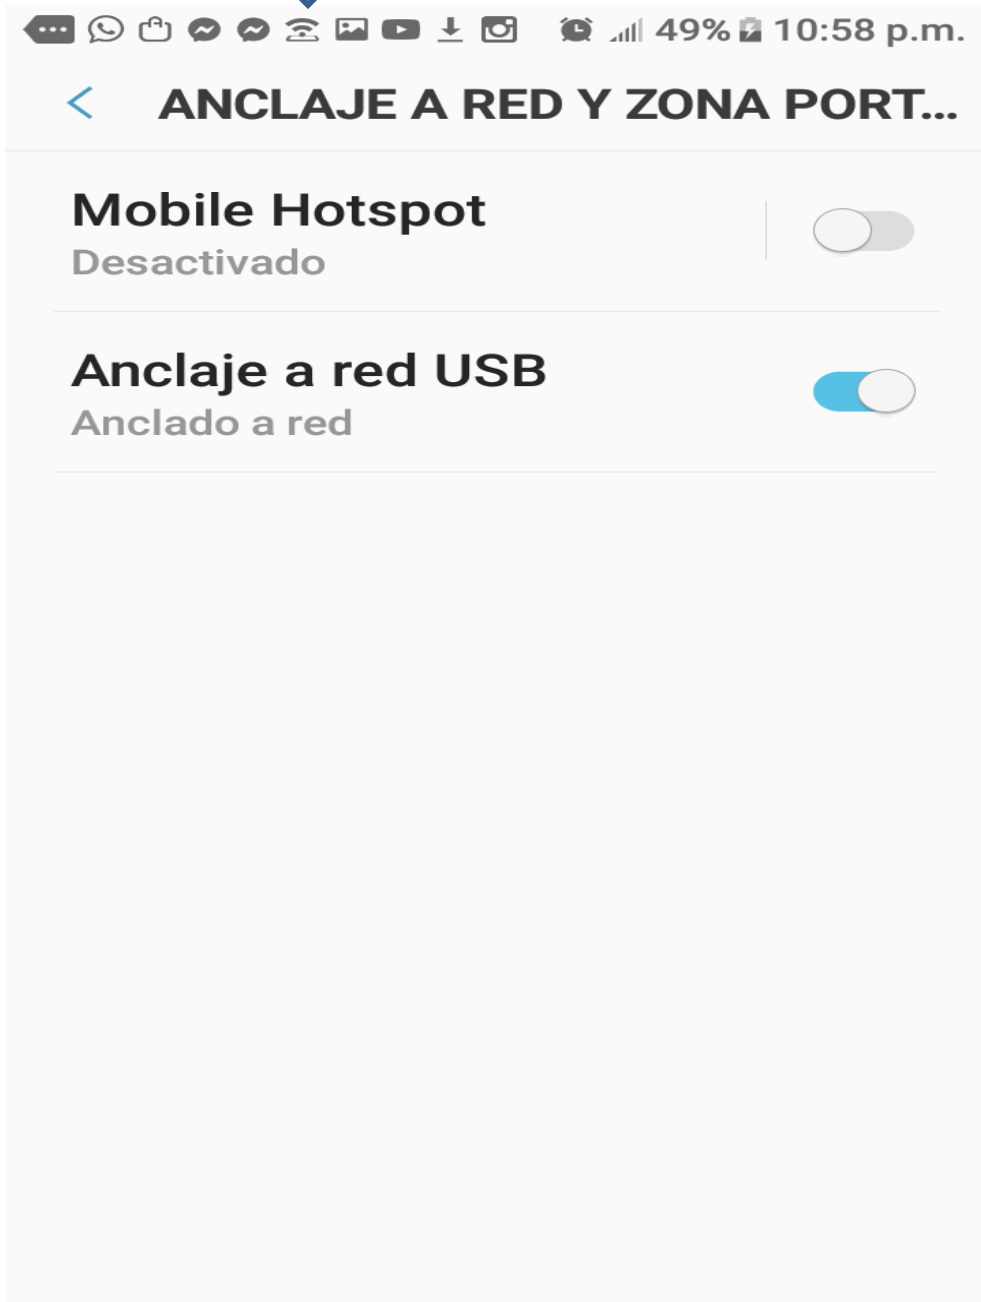 49% 10:58 p.m.
ANCLAJE A RED Y ZONA PORT...
Mobile Hotspot
Desactivado
Anclaje a red USB
Anclado a red